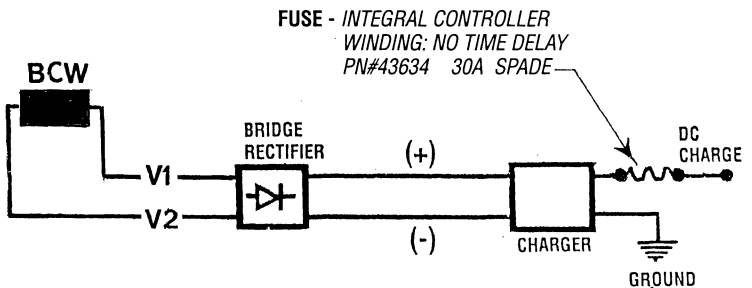 FUSE - INTEGRAL CONTROLLER
WINDING: NO TIME DELAY
PN#43634 30A SPADE
BCW
BRIDGE
RECTIFIER
(+)
DC
CHARGE
V1
V2
(-)
CHARGER
GROUND